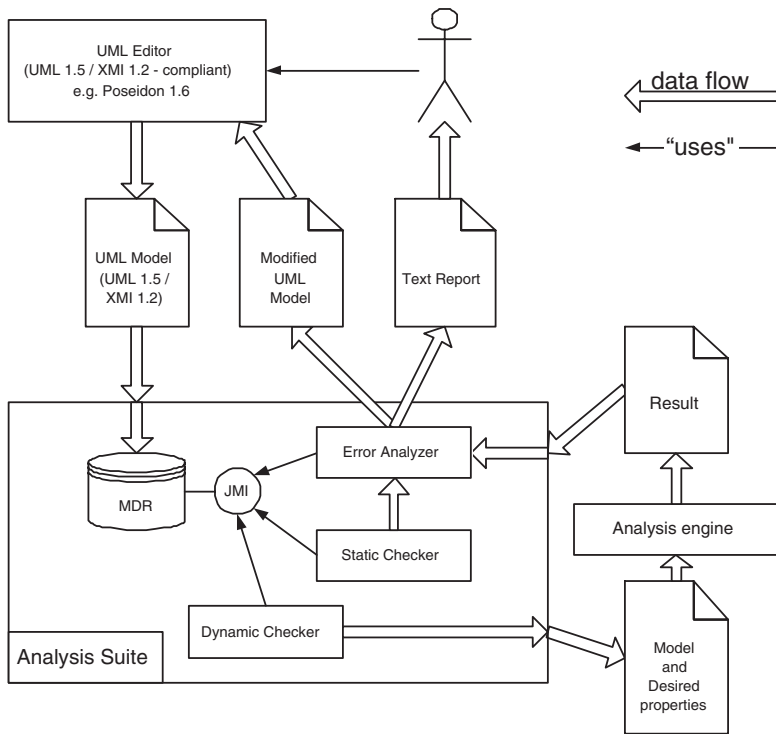 UML Editor
(UML 1.5 / XMI 1.2 - compliant)
e.g. Poseidon 1.6
data flow
“uses"
UML Model
(UML 1.5 /
XMI 1.2)
Modified
UML
Model
Text Report
Result
Error Analyzer
MDR
JMI
Static Checker
Analysis engine
Dynamic Checker
Analysis Suite
Model
and
Desired
properties